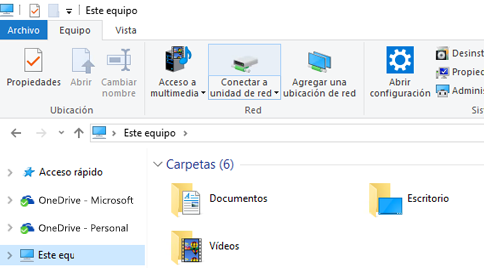 Este equipo
Archivo Equipo Vista
Propiedades Abrir Cambiar nombre Acceso a multimedia Conectar a unidad de red Agregar una ubicación de red Abrir configuración
Desinst
Propied
Adminis
Ubicación Red Sis
Este equipo
Acceso rápido
OneDrive - Microsoft
OneDrive - Personal
Este equ
Carpetas (6)
Documentos Escritorio
Vídeos